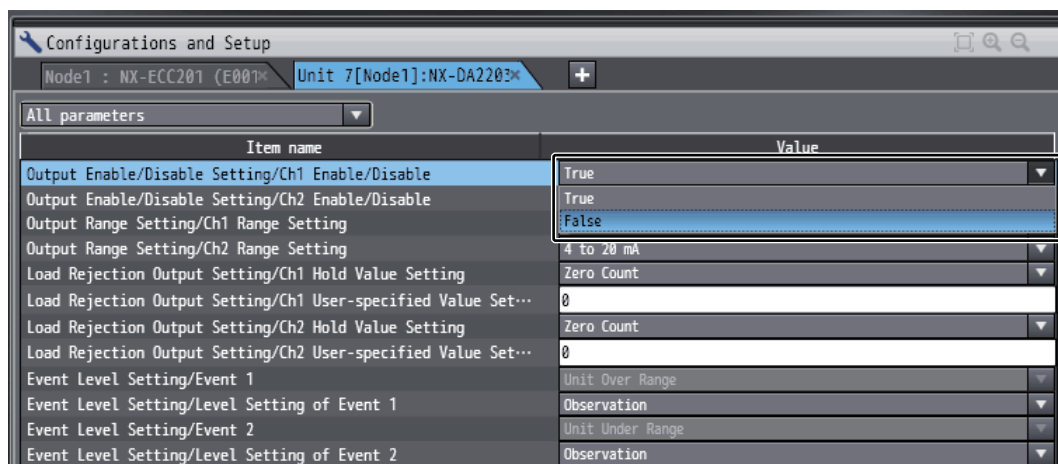 Configurations and Setup
Node1 : NX-ECC201 (E001
Unit 7[Node1]:NX-DA2203
All parameters
Item name Value
Output Enable/Disable Setting/Ch1 Enable/Disable True
Output Enable/Disable Setting/Ch2 Enable/Disable True
Output Range Setting/Ch1 Range Setting False
Output Range Setting/Ch2 Range Setting 4 to 20 mA
Load Rejection Output Setting/Ch1 Hold Value Setting Zero Count
Load Rejection Output Setting/Ch1 User-specified Value Set··· 0
Load Rejection Output Setting/Ch2 Hold Value Setting Zero Count
Load Rejection Output Setting/Ch2 User-specified Value Set··· 0
Event Level Setting/Event 1 Unit Over Range
Event Level Setting/Level Setting of Event 1 Observation
Event Level Setting/Event 2 Unit Under Range
Event Level Setting/Level Setting of Event 2 Observation